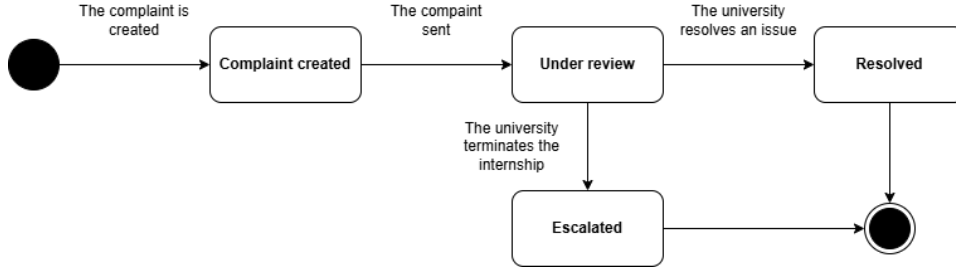 The complaint is
created
The compaint
sent
The university
resolves an issue
Complaint created
Under review
Resolved
The university
terminates the
internship
Escalated